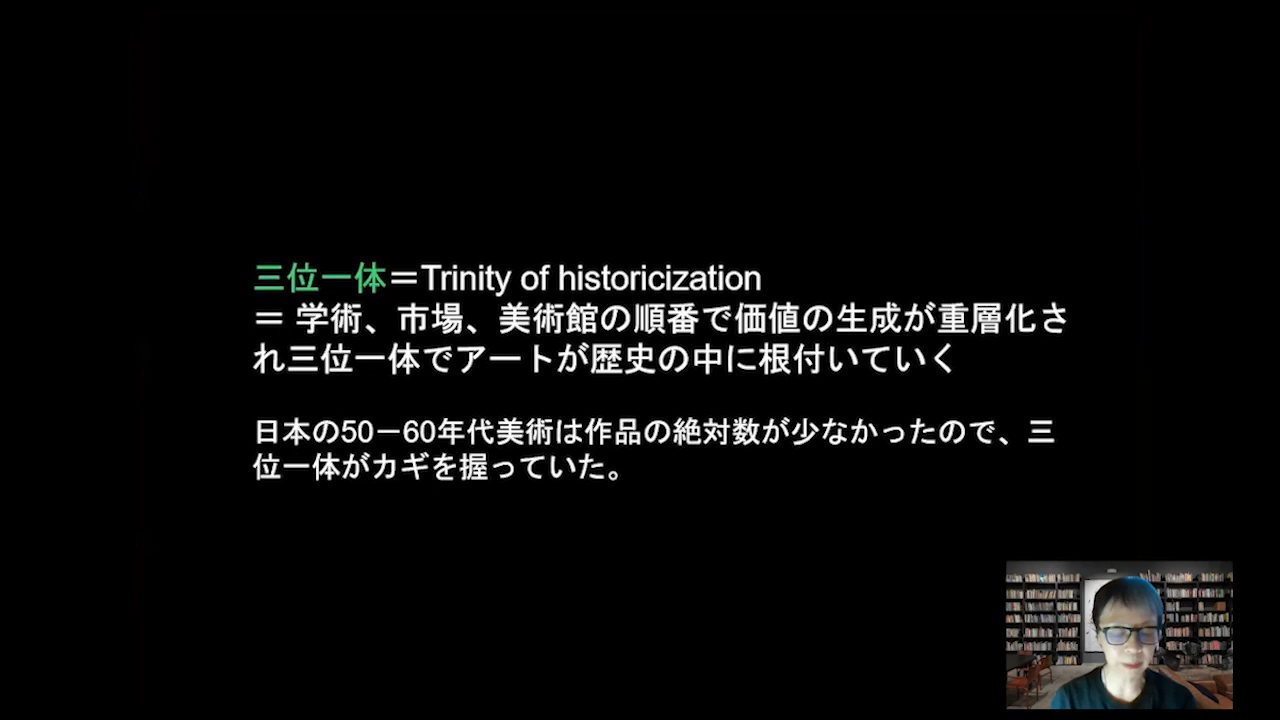 三位一体＝Trinity of historicization
＝ 学術、市場、美術館の順番で価値の生成が重層化さ
れ三位一体でアートが歴史の中に根付いていく
日本の50－60年代美術は作品の絶対数が少なかったので、三
位一体がカギを握っていた。